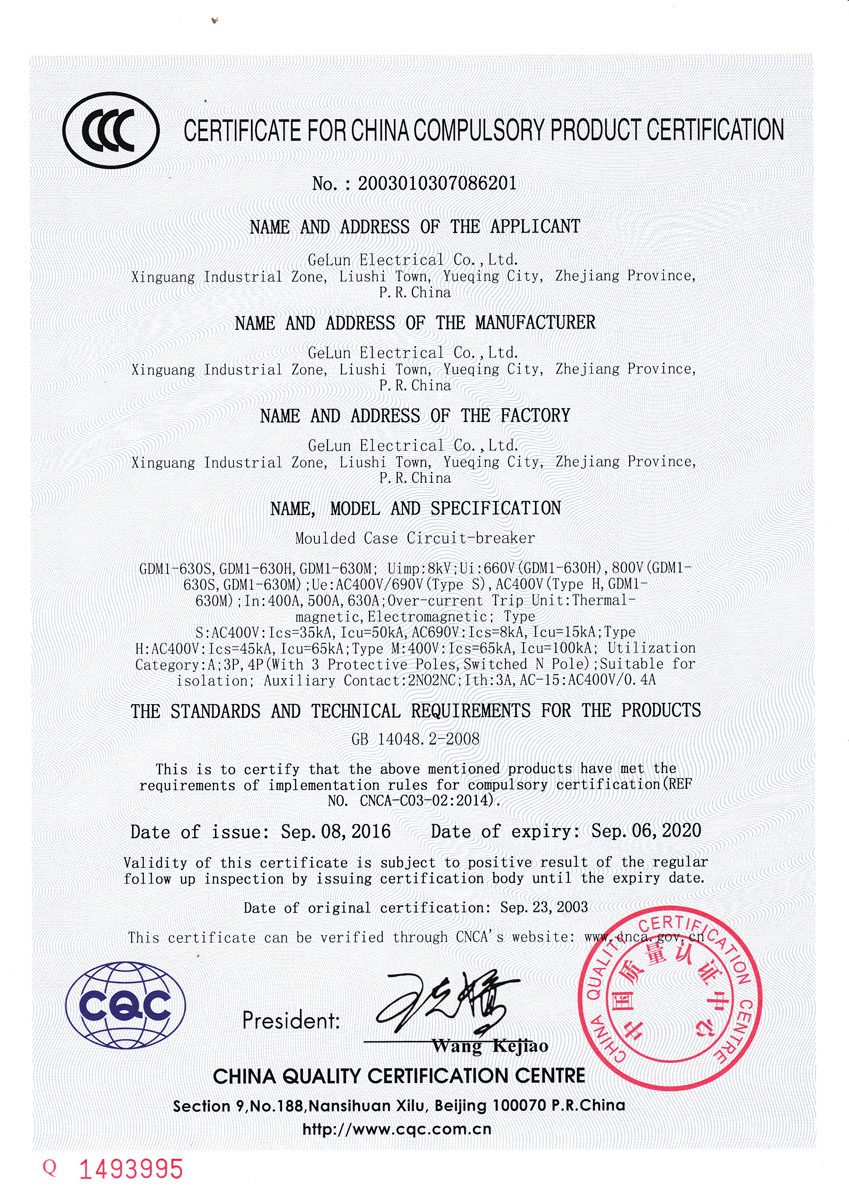 CCC
CERTIFICATE FOR CHINA COMPULSORY PRODUCT CERTIFICATION
No. : 2003010307086201
NAME AND ADDRESS OF THE APPLICANT
GeLun Electrical Co.,Ltd.
Xinguang Industrial Zone, Liushi Town, Yueqing City, Zhejiang Province,
P.R.China
NAME AND ADDRESS OF THE MANUFACTURER
GeLun Electrical Co.,Ltd.
Xinguang Industrial Zone, Liushi Town, Yueqing City, Zhejiang Province,
P.R.China
NAME AND ADDRESS OF THE FACTORY
GeLun Electrical Co.,Ltd.
Xinguang Industrial Zone, Liushi Town, Yueqing City, Zhejiang Province,
P.R.China
NAME, MODEL AND SPECIFICATION
Moulded Case Circuit-breaker
GDM1-630S,GDM1-630H,GDM1-630M; Uimp:8kV;Ui:660V(GDM1-630H),800V(GDM1-
630S,GDM1-630M);Ue:AC400V/690V(Type S),AC400V(Type H,GDM1-
630M);In:400A,500A,630A;Over-current Trip Unit:Thermal-
magnetic,Electromagnetic; Type
S:AC400V:Ics=35kA,Icu=50kA,AC690V:Ics=8kA,Icu=15kA;Type
H:AC400V:Ics=45kA,Icu=65kA;Type M:400V:Ics=65kA,Icu=100kA; Utilization
Category:A;3P,4P(With 3 Protective Poles,Switched N Pole);Suitable for
isolation; Auxiliary Contact:2NO2NC;Ith:3A,AC-15:AC400V/0.4A
THE STANDARDS AND TECHNICAL REQUIREMENTS FOR THE PRODUCTS
GB 14048.2-2008
This is to certify that the above mentioned products have met the
requirements of implementation rules for compulsory certification(REF
NO. CNCA-C03-02:2014).
Date of issue: Sep.08,2016 Date of expiry: Sep.06,2020
Validity of this certificate is subject to positive result of the regular
follow up inspection by issuing certification body until the expiry date.
Date of original certification: Sep.23,2003
This certificate can be verified through CNCA's website: www.cnca.gov.cn
CHINA QUALITY CERTIFICATION CENTRE
中国质量认证中心
CQC
President:
Wang Kejiao
CHINA QUALITY CERTIFICATION CENTRE
Section 9,No.188,Nansihuan Xilu, Beijing 100070 P.R.China
http://www.cqc.com.cn
Q 1493995